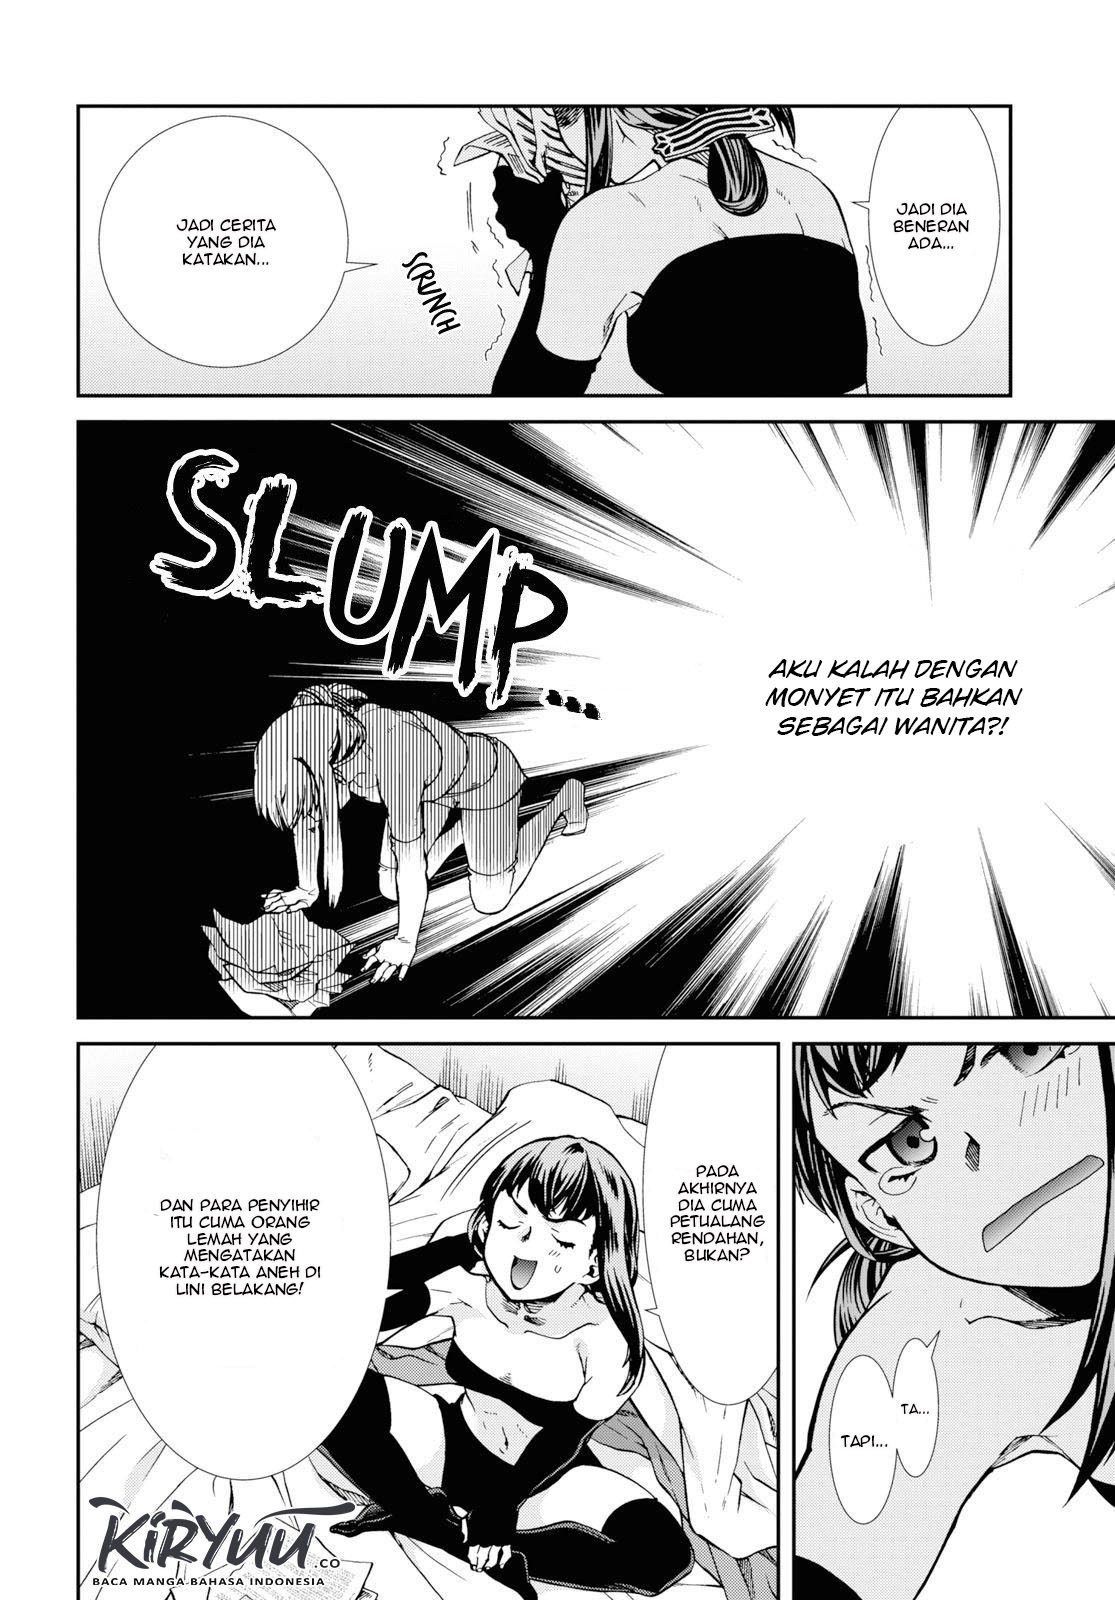 JADI DIA
BENERAN
ADA...
JADI CERITA
YANG DIA
KATAKAN...
SCRUNCH
SLUMP...
AKU KALAH DENGAN
MONYET ITU BAHKAN
SEBAGAI WANITA?!
TA...
TAPI...
PADA
AKHIRNYA
DIA CUMA
PETUALANG
RENDAHAN,
BUKAN?
DAN PARA PENYIHIR
ITU CUMA ORANG
LEMAH YANG
MENGATAKAN
KATA-KATA ANEH DI
LINI BELAKANG!
KIRYUU.CO
BACA MANGA BAHASA INDONESIA